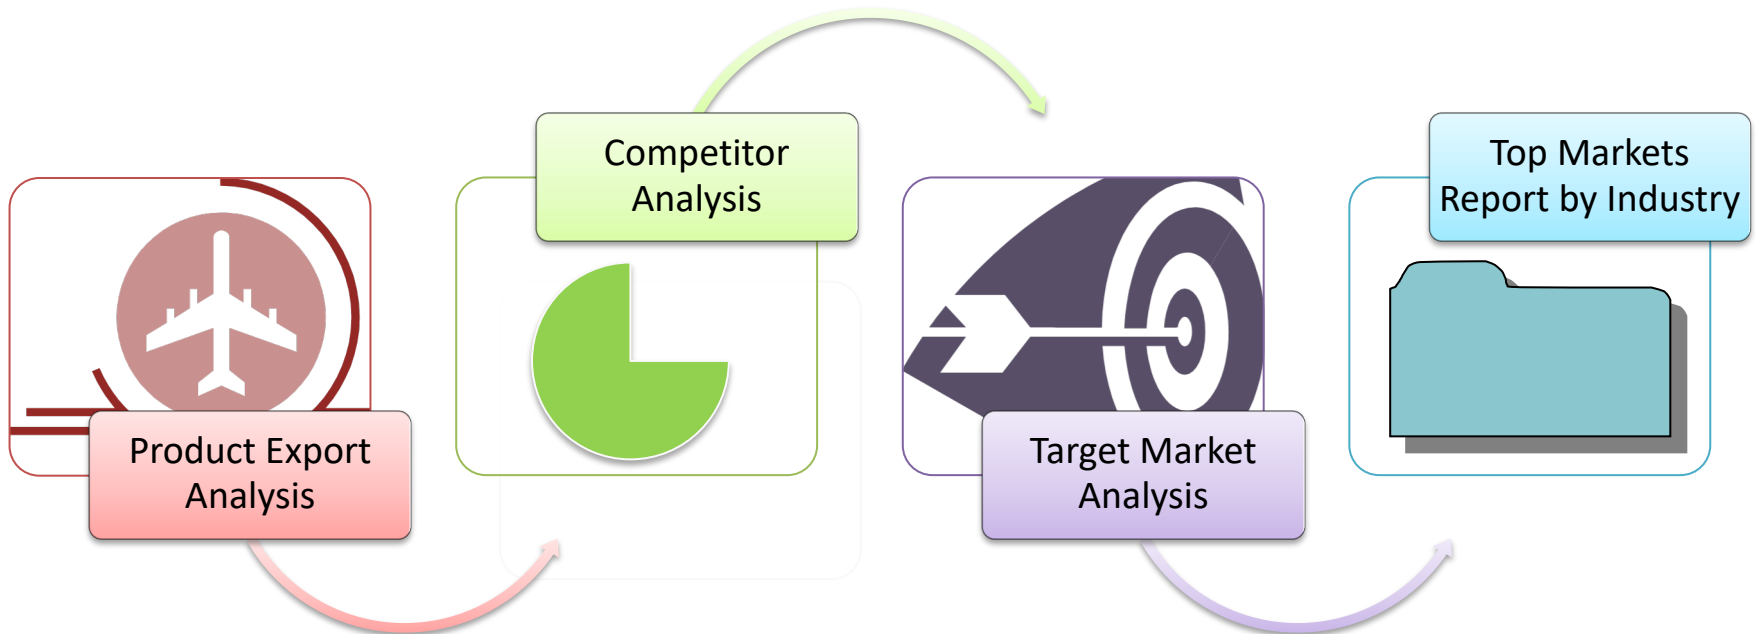 Product Export
Analysis
Competitor
Analysis
Target Market
Analysis
Top Markets
Report by Industry